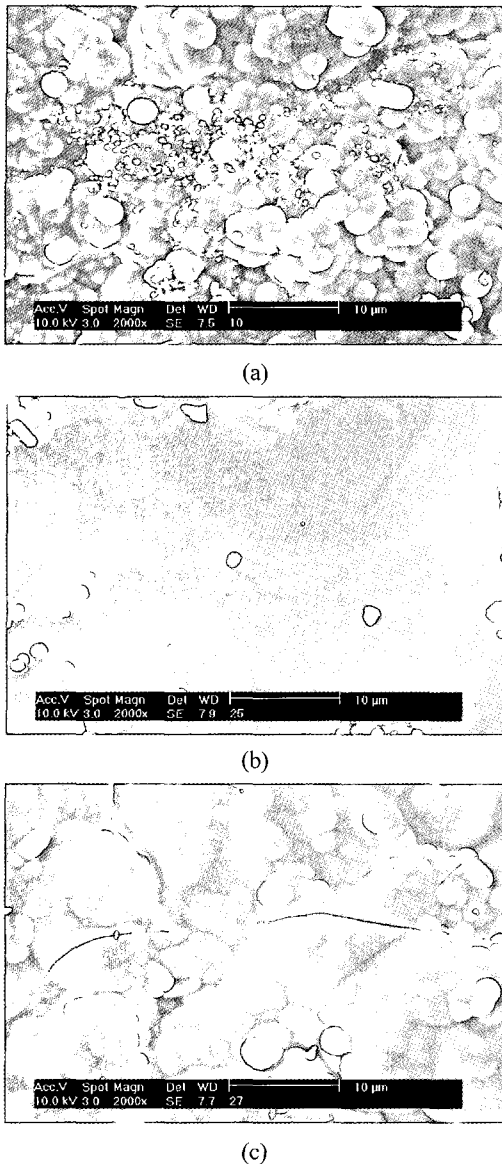 Acc.V Spot Magn Det WD 10 µm
10.0 kV 3.0 2000x SE 7.5 10
(a)
Acc.V Spot Magn Det WD 10 µm
10.0 kV 3.0 2000x SE 7.9 25
(b)
Acc.V Spot Magn Det WD 10 µm
10.0 kV 3.0 2000x SE 7.7 27
(c)